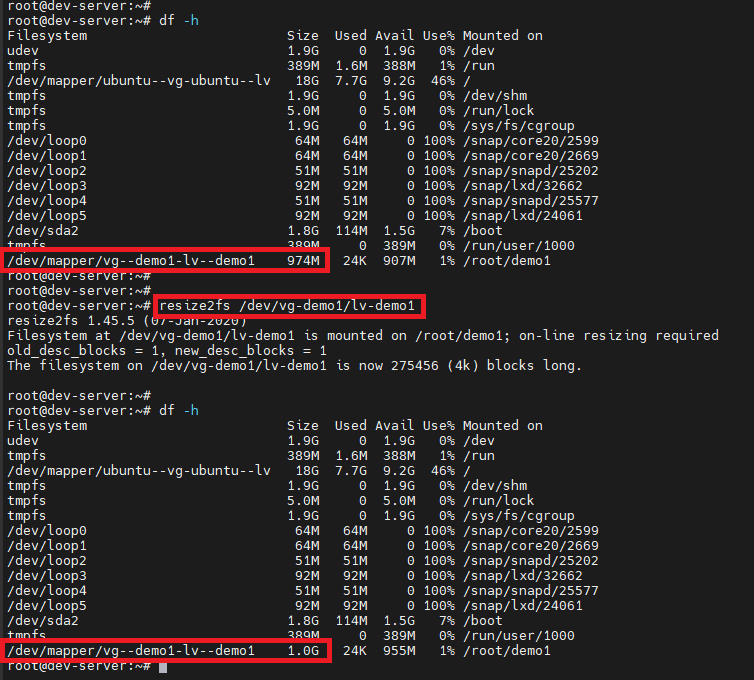 root@dev-server:~#
root@dev-server:~# df -h
Filesystem                         Size  Used Avail Use% Mounted on
udev                               1.9G     0  1.9G   0% /dev
tmpfs                              389M  1.6M  388M   1% /run
/dev/mapper/ubuntu--vg-ubuntu--lv   18G  7.7G  9.2G  46% /
tmpfs                              1.9G     0  1.9G   0% /dev/shm
tmpfs                              5.0M     0  5.0M   0% /run/lock
tmpfs                              1.9G     0  1.9G   0% /sys/fs/cgroup
/dev/loop0                          64M   64M     0 100% /snap/core20/2599
/dev/loop1                          64M   64M     0 100% /snap/core20/2669
/dev/loop2                          51M   51M     0 100% /snap/snapd/25202
/dev/loop3                          92M   92M     0 100% /snap/lxd/32662
/dev/loop4                          51M   51M     0 100% /snap/snapd/25577
/dev/loop5                          92M   92M     0 100% /snap/lxd/24061
/dev/sda2                          1.8G  114M  1.5G   7% /boot
tmpfs                              389M     0  389M   0% /run/user/1000
/dev/mapper/vg--demo1-lv--demo1    974M   24K  907M   1% /root/demo1
root@dev-server:~#
root@dev-server:~#
root@dev-server:~# resize2fs /dev/vg-demo1/lv-demo1
resize2fs 1.45.5 (07-Jan-2020)
Filesystem at /dev/vg-demo1/lv-demo1 is mounted on /root/demo1; on-line resizing required
old_desc_blocks = 1, new_desc_blocks = 1
The filesystem on /dev/vg-demo1/lv-demo1 is now 275456 (4k) blocks long.
root@dev-server:~#
root@dev-server:~# df -h
Filesystem                         Size  Used Avail Use% Mounted on
udev                               1.9G     0  1.9G   0% /dev
tmpfs                              389M  1.6M  388M   1% /run
/dev/mapper/ubuntu--vg-ubuntu--lv   18G  7.7G  9.2G  46% /
tmpfs                              1.9G     0  1.9G   0% /dev/shm
tmpfs                              5.0M     0  5.0M   0% /run/lock
tmpfs                              1.9G     0  1.9G   0% /sys/fs/cgroup
/dev/loop0                          64M   64M     0 100% /snap/core20/2599
/dev/loop1                          64M   64M     0 100% /snap/core20/2669
/dev/loop2                          51M   51M     0 100% /snap/snapd/25202
/dev/loop3                          92M   92M     0 100% /snap/lxd/32662
/dev/loop4                          51M   51M     0 100% /snap/snapd/25577
/dev/loop5                          92M   92M     0 100% /snap/lxd/24061
/dev/sda2                          1.8G  114M  1.5G   7% /boot
tmpfs                              389M     0  389M   0% /run/user/1000
/dev/mapper/vg--demo1-lv--demo1    1.0G   24K  955M   1% /root/demo1
root@dev-server:~#